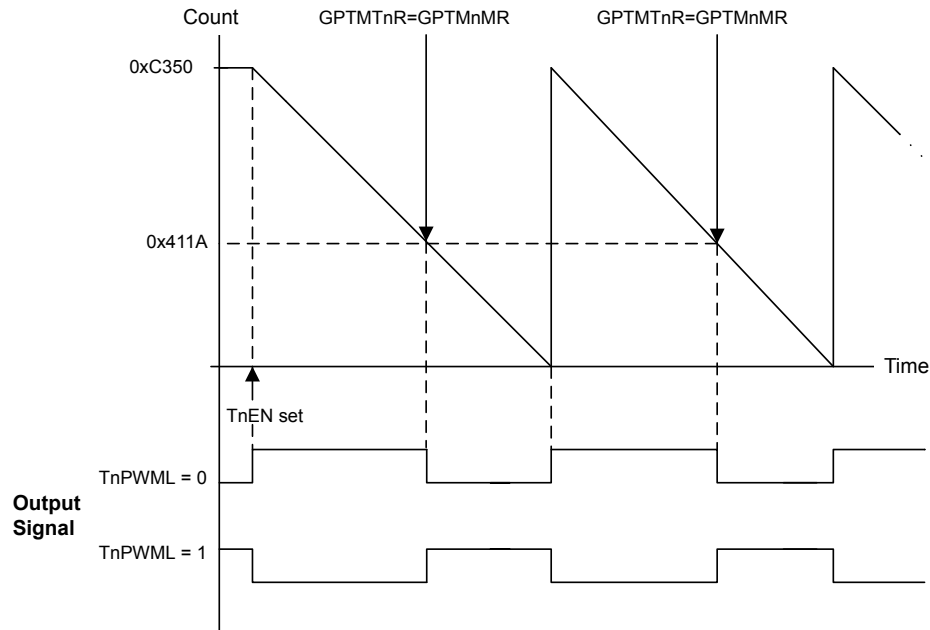 Count
GPTMTnR=GPTMnMR
GPTMTnR=GPTMnMR
0xC350
0x411A
Time
TnEN set
TnPWML = 0
Output
Signal
TnPWML = 1